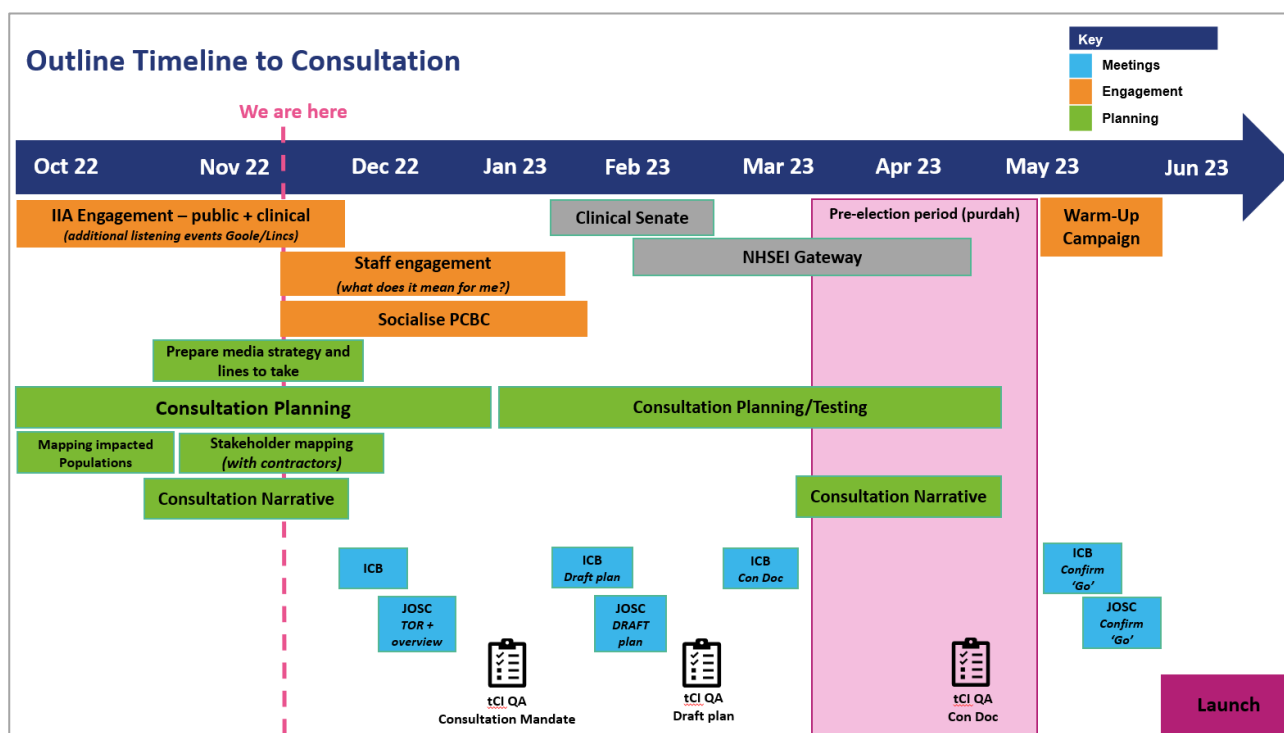 Outline Timeline to Consultation
Key
Meetings
Engagement
Planning
We are here
Oct 22
Nov 22
Dec 22
Jan 23
Feb 23
Mar 23
Apr 23
May 23
Jun 23
IIA Engagement – public + clinical
(additional listening events Goole/Lincs)
Clinical Senate
Pre-election period (purdah)
Warm-Up
Campaign
NHSEI Gateway
Staff engagement
(what does it mean for me?)
Socialise PCBC
Prepare media strategy and
lines to take
Consultation Planning
Consultation Planning/Testing
Mapping impacted
Populations
Stakeholder mapping
(with contractors)
Consultation Narrative
Consultation Narrative
ICB
ICB
Draft plan
ICB
Con Doc
ICB
Confirm
‘Go’
JOSC
TOR +
overview
JOSC
DRAFT
plan
JOSC
Confirm
‘Go’
tCI QA
Consultation Mandate
tCI QA
Draft plan
tCI QA
Con Doc
Launch